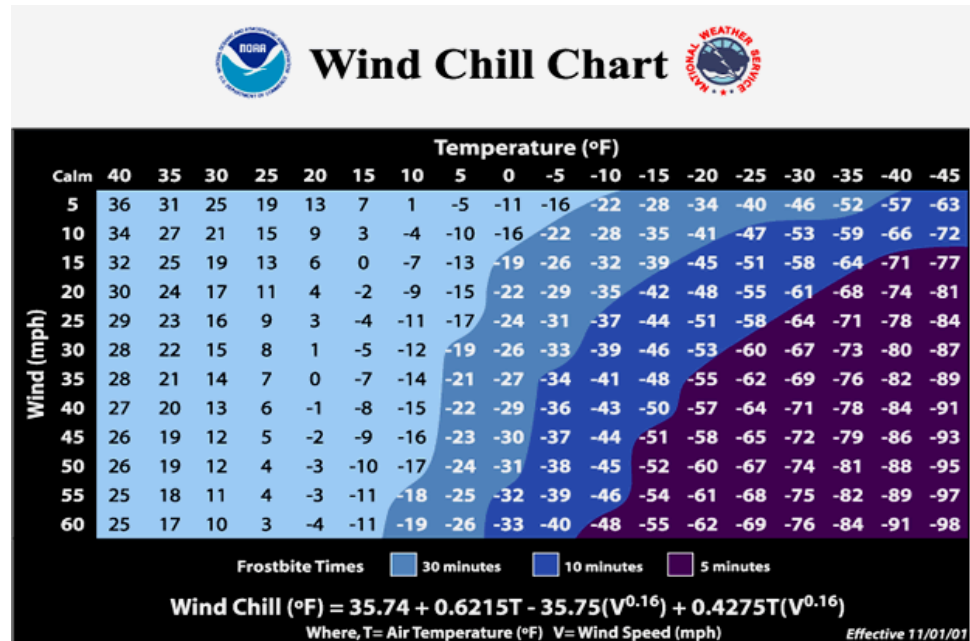 NOAA
Wind Chill Chart
NATIONAL WEATHER SERVICE
Temperature (ºF)
Calm 40 35 30 25 20 15 10 5 0 -5 -10 -15 -20 -25 -30 -35 -40 -45
5 36 31 25 19 13 7 1 -5 -11 -16 -22 -28 -34 -40 -46 -52 -57 -63
10 34 27 21 15 9 3 -4 -10 -16 -22 -28 -35 -41 -47 -53 -59 -66 -72
15 32 25 19 13 6 0 -7 -13 -19 -26 -32 -39 -45 -51 -58 -64 -71 -77
20 30 24 17 11 4 -2 -9 -15 -22 -29 -35 -42 -48 -55 -61 -68 -74 -81
25 29 23 16 9 3 -4 -11 -17 -24 -31 -37 -44 -51 -58 -64 -71 -78 -84
30 28 22 15 8 1 -5 -12 -19 -26 -33 -39 -46 -53 -60 -67 -73 -80 -87
35 28 21 14 7 0 -7 -14 -21 -27 -34 -41 -48 -55 -62 -69 -76 -82 -89
40 27 20 13 6 -1 -8 -15 -22 -29 -36 -43 -50 -57 -64 -71 -78 -84 -91
45 26 19 12 5 -2 -9 -16 -23 -30 -37 -44 -51 -58 -65 -72 -79 -86 -93
50 26 19 12 4 -3 -10 -17 -24 -31 -38 -45 -52 -60 -67 -74 -81 -88 -95
55 25 18 11 4 -3 -11 -18 -25 -32 -39 -46 -54 -61 -68 -75 -82 -89 -97
60 25 17 10 3 -4 -11 -19 -26 -33 -40 -48 -55 -62 -69 -76 -84 -91 -98
Wind (mph)
Frostbite Times 30 minutes 10 minutes 5 minutes
Wind Chill (ºF) = 35.74 + 0.6215T - 35.75(V^0.16) + 0.4275T(V^0.16)
Where, T= Air Temperature (ºF) V= Wind Speed (mph)
Effective 11/01/01